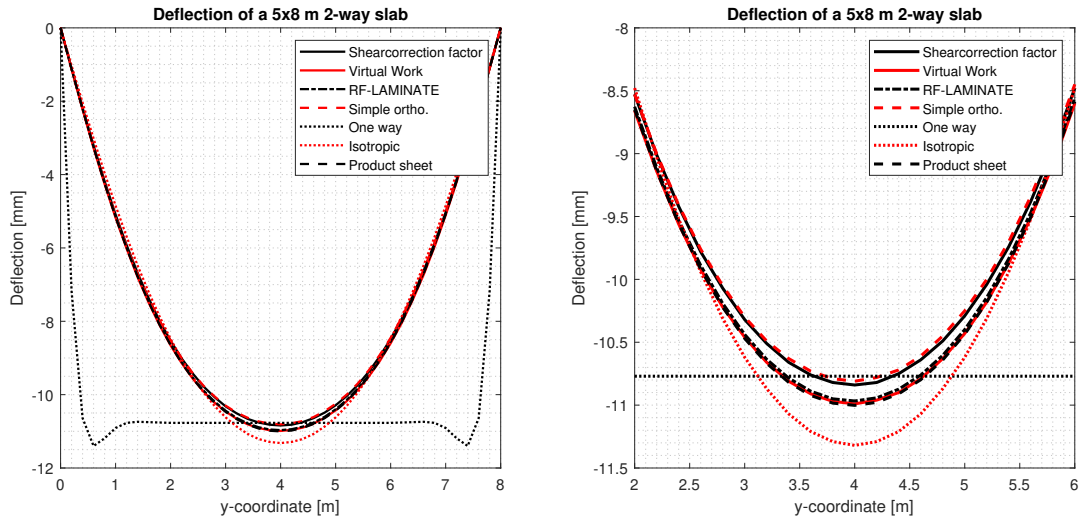 Deflection of a 5x8 m 2-way slab
0
-2
-4
-6
-8
-10
-12
Deflection [mm]
0 1 2 3 4 5 6 7 8
y-coordinate [m]
Shearcorrection factor
Virtual Work
RF-LAMINATE
Simple ortho.
One way
Isotropic
Product sheet
Deflection of a 5x8 m 2-way slab
-8
-8.5
-9
-9.5
-10
-10.5
-11
-11.5
Deflection [mm]
2 2.5 3 3.5 4 4.5 5 5.5 6
y-coordinate [m]
Shearcorrection factor
Virtual Work
RF-LAMINATE
Simple ortho.
One way
Isotropic
Product sheet